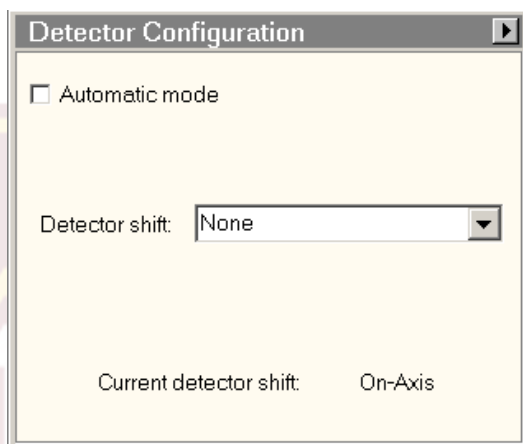 Detector Configuration
Automatic mode
Detector shift: None
Current detector shift: On-Axis